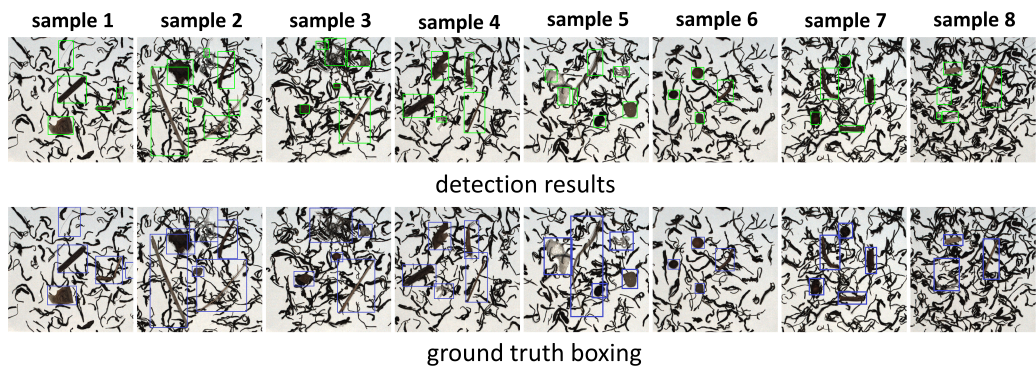 sample 1 sample 2 sample 3 sample 4 sample 5 sample 6 sample 7 sample 8
detection results
ground truth boxing